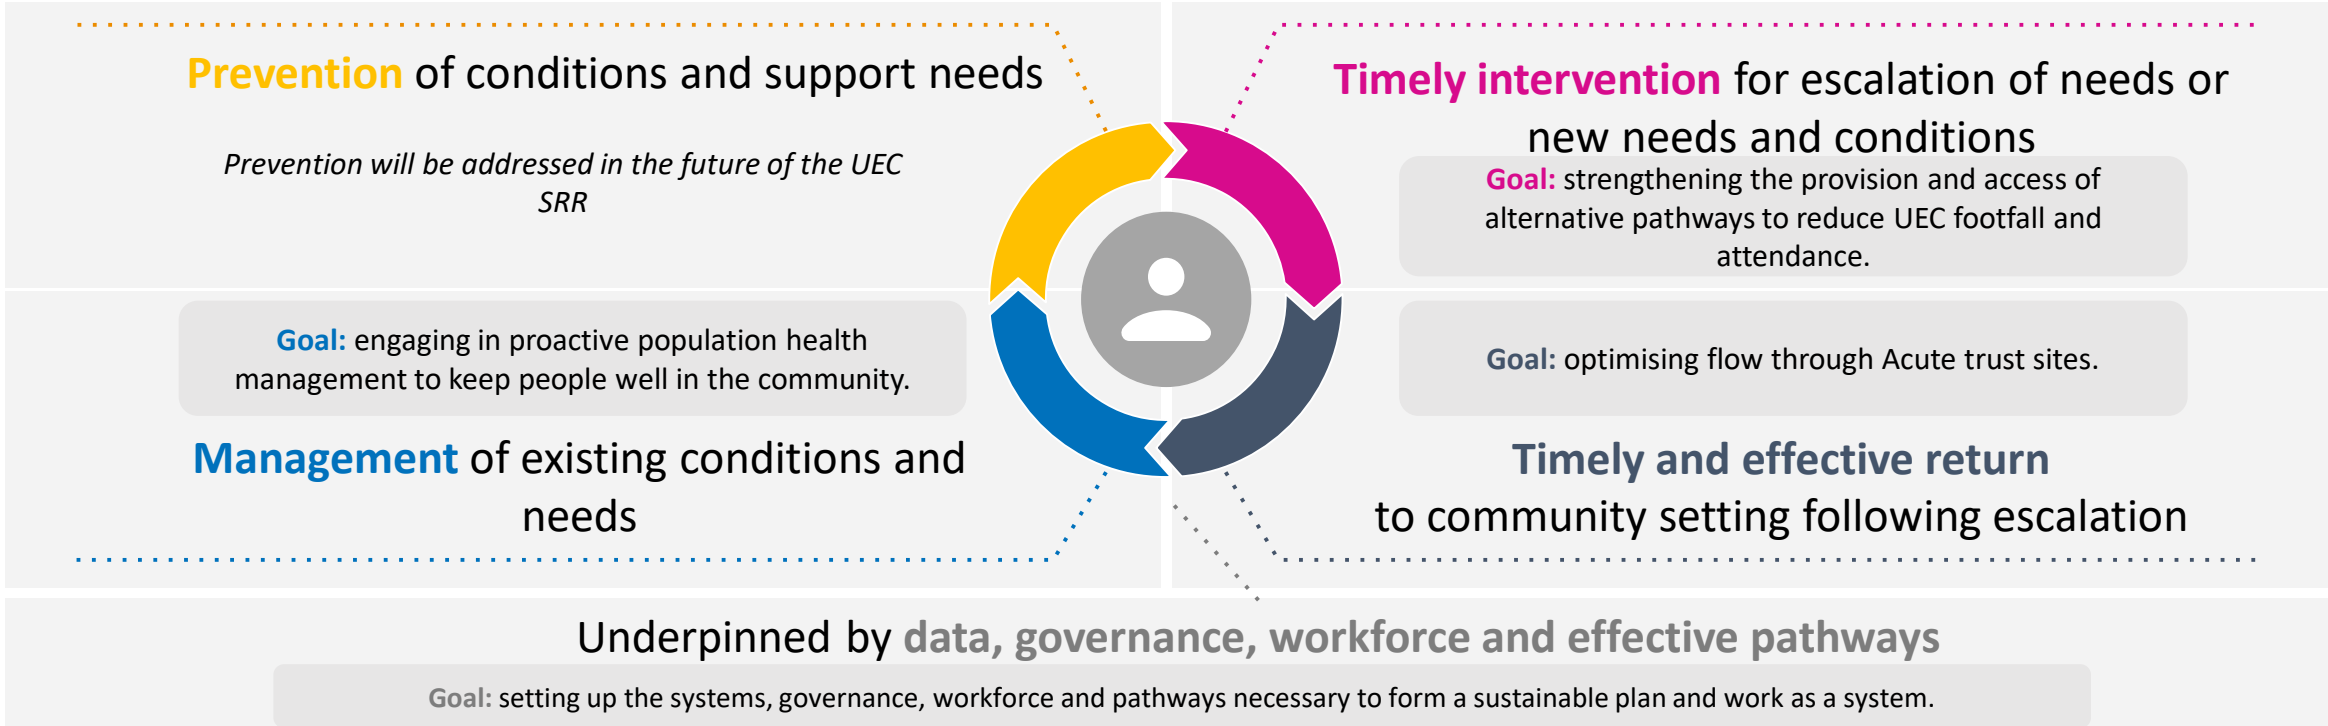 Prevention of conditions and support needs
Prevention will be addressed in the future of the UEC
SRR
Timely intervention for escalation of needs or
new needs and conditions
Goal: strengthening the provision and access of
alternative pathways to reduce UEC footfall and
attendance.
Goal: engaging in proactive population health
management to keep people well in the community.
Management of existing conditions and
needs
Goal: optimising flow through Acute trust sites.
Timely and effective return
to community setting following escalation
Underpinned by data, governance, workforce and effective pathways
Goal: setting up the systems, governance, workforce and pathways necessary to form a sustainable plan and work as a system.